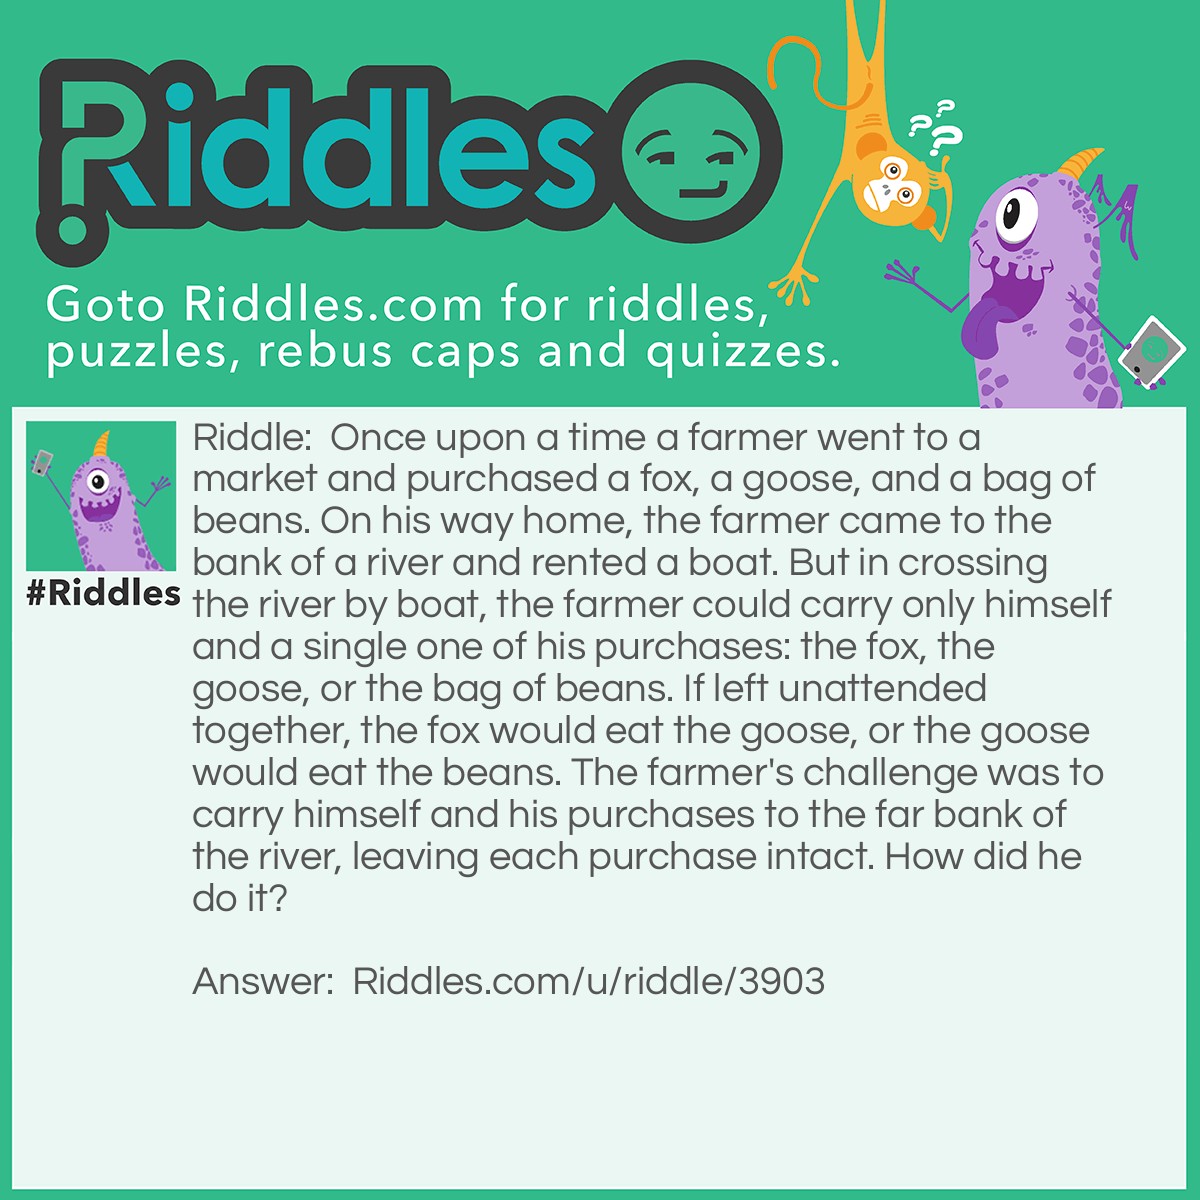 Riddles
Goto Riddles.com for riddles,
puzzles, rebus caps and quizzes.
???
#Riddles
Riddle:  Once upon a time a farmer went to a
market and purchased a fox, a goose, and a bag of
beans. On his way home, the farmer came to the
bank of a river and rented a boat. But in crossing
the river by boat, the farmer could carry only himself
and a single one of his purchases: the fox, the
goose, or the bag of beans. If left unattended
together, the fox would eat the goose, or the goose
would eat the beans. The farmer's challenge was to
carry himself and his purchases to the far bank of
the river, leaving each purchase intact. How did he
do it?
Answer:  Riddles.com/u/riddle/3903